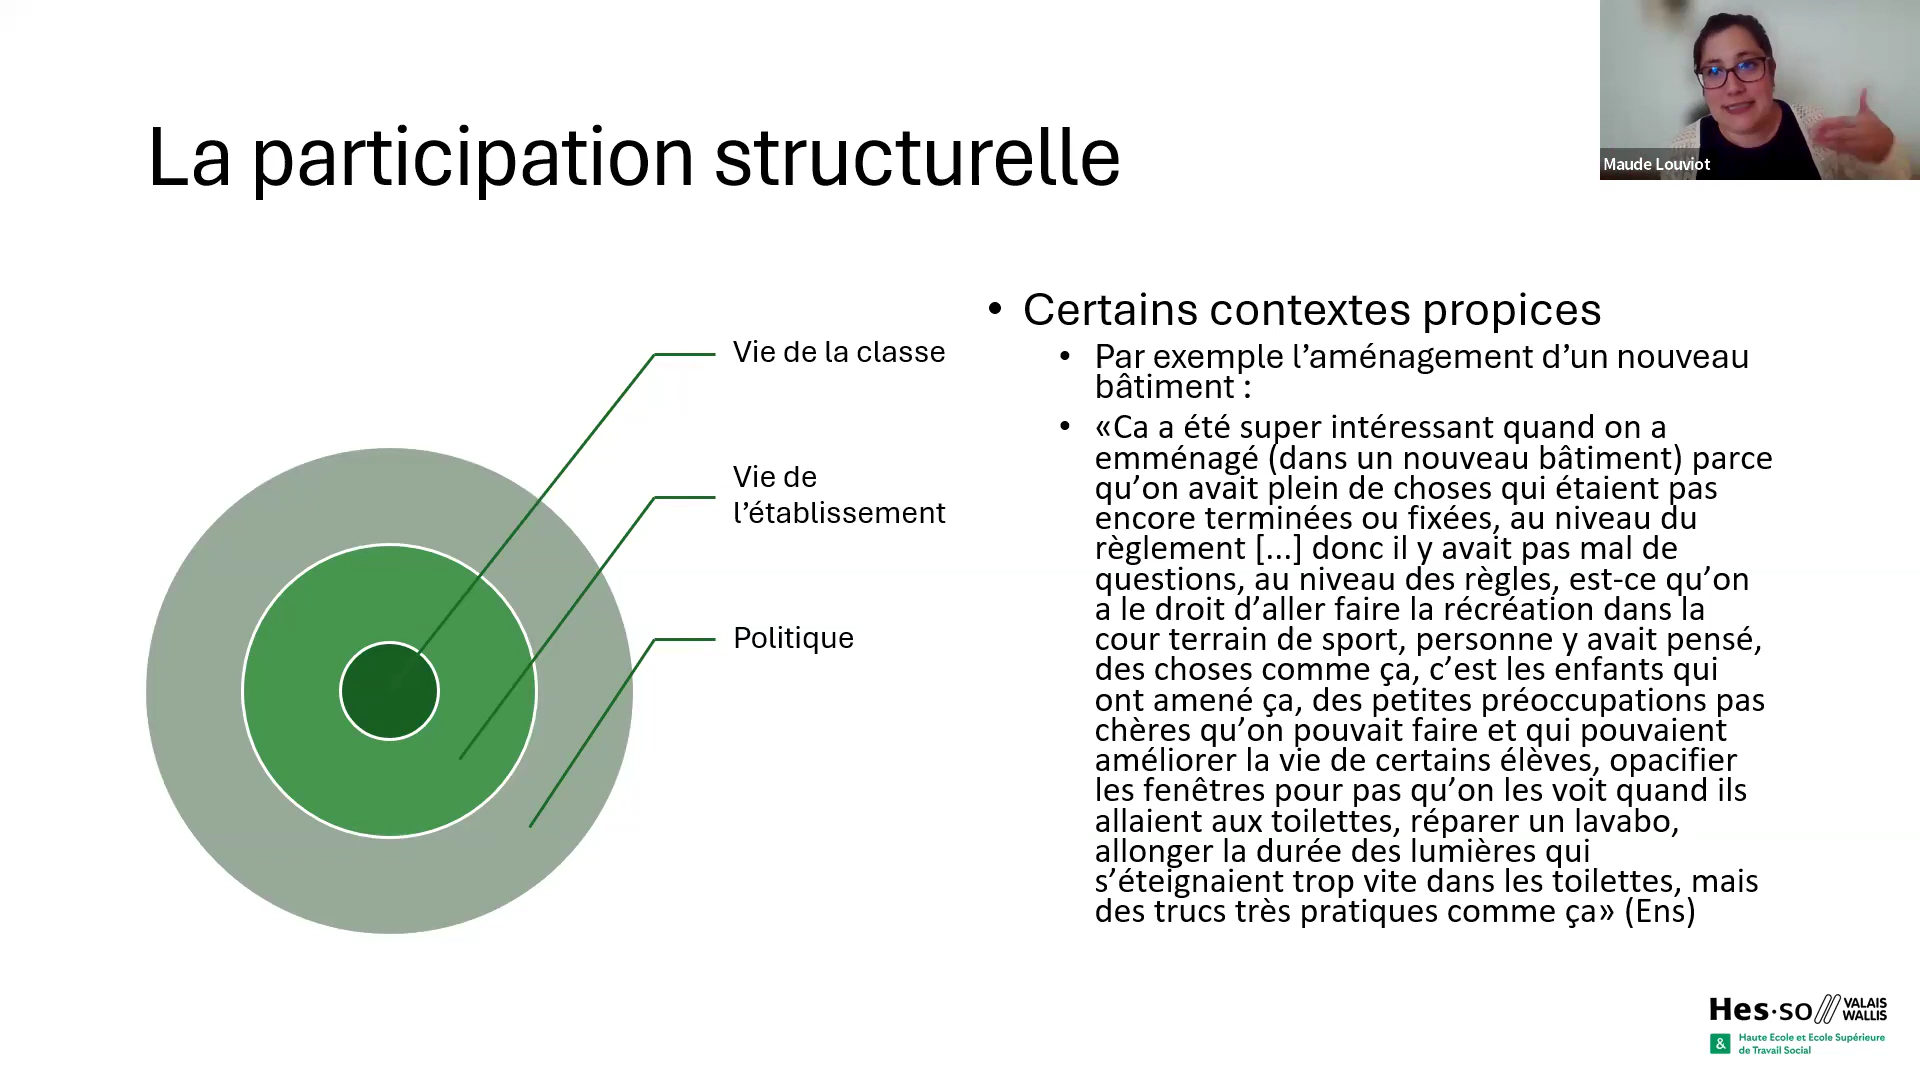 La participation structurelle
Maude Louviot
Vie de la classe
Vie de
l’établissement
Politique
• Certains contextes propices
• Par exemple l’aménagement d’un nouveau
bâtiment :
• «Ca a été super intéressant quand on a
emménagé (dans un nouveau bâtiment) parce
qu’on avait plein de choses qui étaient pas
encore terminées ou fixées, au niveau du
règlement [...] donc il y avait pas mal de
questions, au niveau des règles, est-ce qu’on
a le droit d’aller faire la récréation dans la
cour terrain de sport, personne y avait pensé,
des choses comme ça, c’est les enfants qui
ont amené ça, des petites préoccupations pas
chères qu’on pouvait faire et qui pouvaient
améliorer la vie de certains élèves, opacifier
les fenêtres pour pas qu’on les voit quand ils
allaient aux toilettes, réparer un lavabo,
allonger la durée des lumières qui
s’éteignaient trop vite dans les toilettes, mais
des trucs très pratiques comme ça» (Ens)
Hes·so VALAIS
WALLIS
& Haute Ecole et Ecole Supérieure
de Travail Social